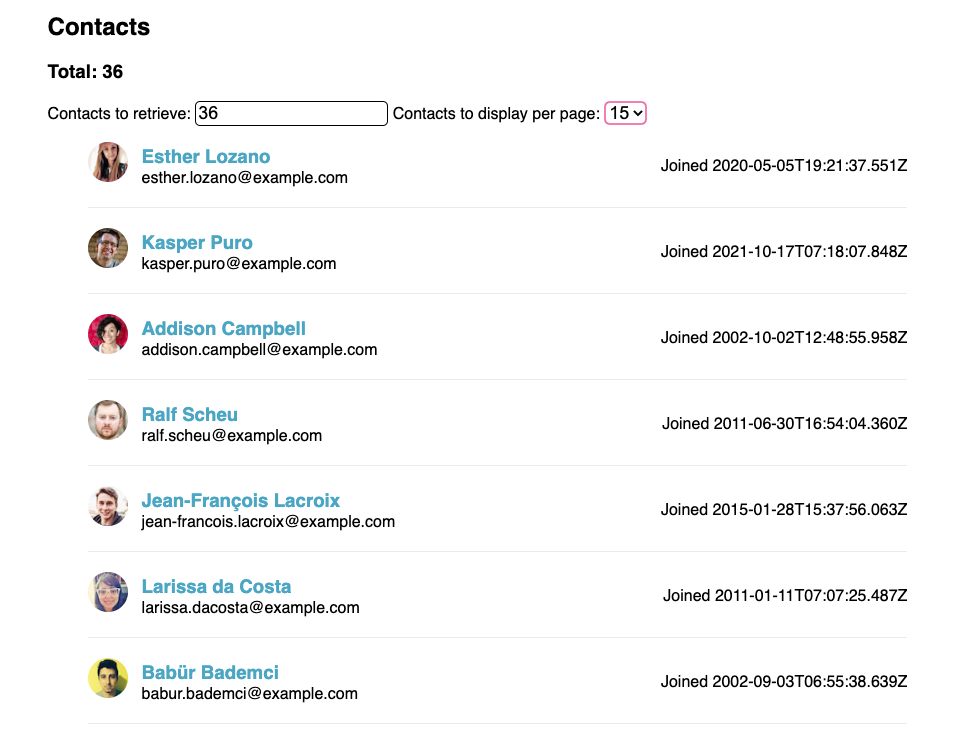 Contacts
Total: 36
Contacts to retrieve: 36 Contacts to display per page: 15
Esther Lozano
esther.lozano@example.com
Joined 2020-05-05T19:21:37.551Z
Kasper Puro
kasper.puro@example.com
Joined 2021-10-17T07:18:07.848Z
Addison Campbell
addison.campbell@example.com
Joined 2002-10-02T12:48:55.958Z
Ralf Scheu
ralf.scheu@example.com
Joined 2011-06-30T16:54:04.360Z
Jean-François Lacroix
jean-francois.lacroix@example.com
Joined 2015-01-28T15:37:56.063Z
Larissa da Costa
larissa.dacosta@example.com
Joined 2011-01-11T07:07:25.487Z
Babür Bademci
babur.bademci@example.com
Joined 2002-09-03T06:55:38.639Z